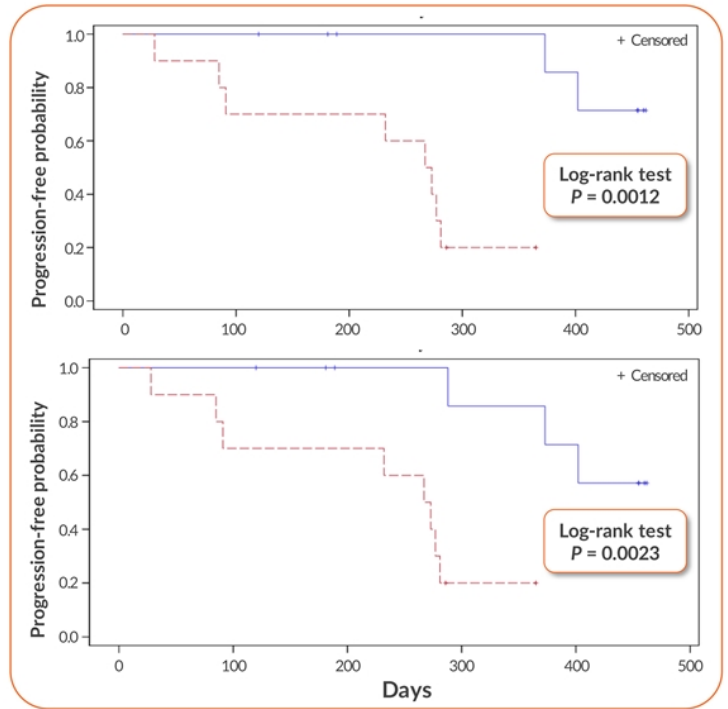 Progression-free probability
1.0
0.8
0.6
0.4
0.2
0.0
+ Censored
Log-rank test
P = 0.0012
0 100 200 300 400 500
Progression-free probability
1.0
0.8
0.6
0.4
0.2
0.0
+ Censored
Log-rank test
P = 0.0023
0 100 200 300 400 500
Days